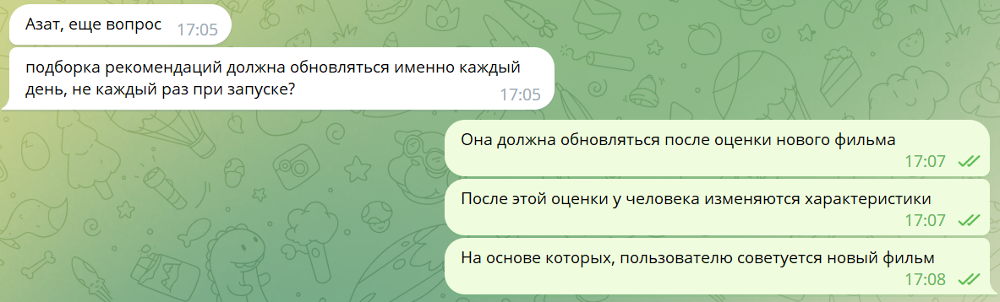 Азат, еще вопрос 17:05
подборка рекомендаций должна обновляться именно каждый
день, не каждый раз при запуске? 17:05
Она должна обновляться после оценки нового фильма
17:07
После этой оценки у человека изменяются характеристики
17:07
На основе которых, пользователю советуется новый фильм
17:08